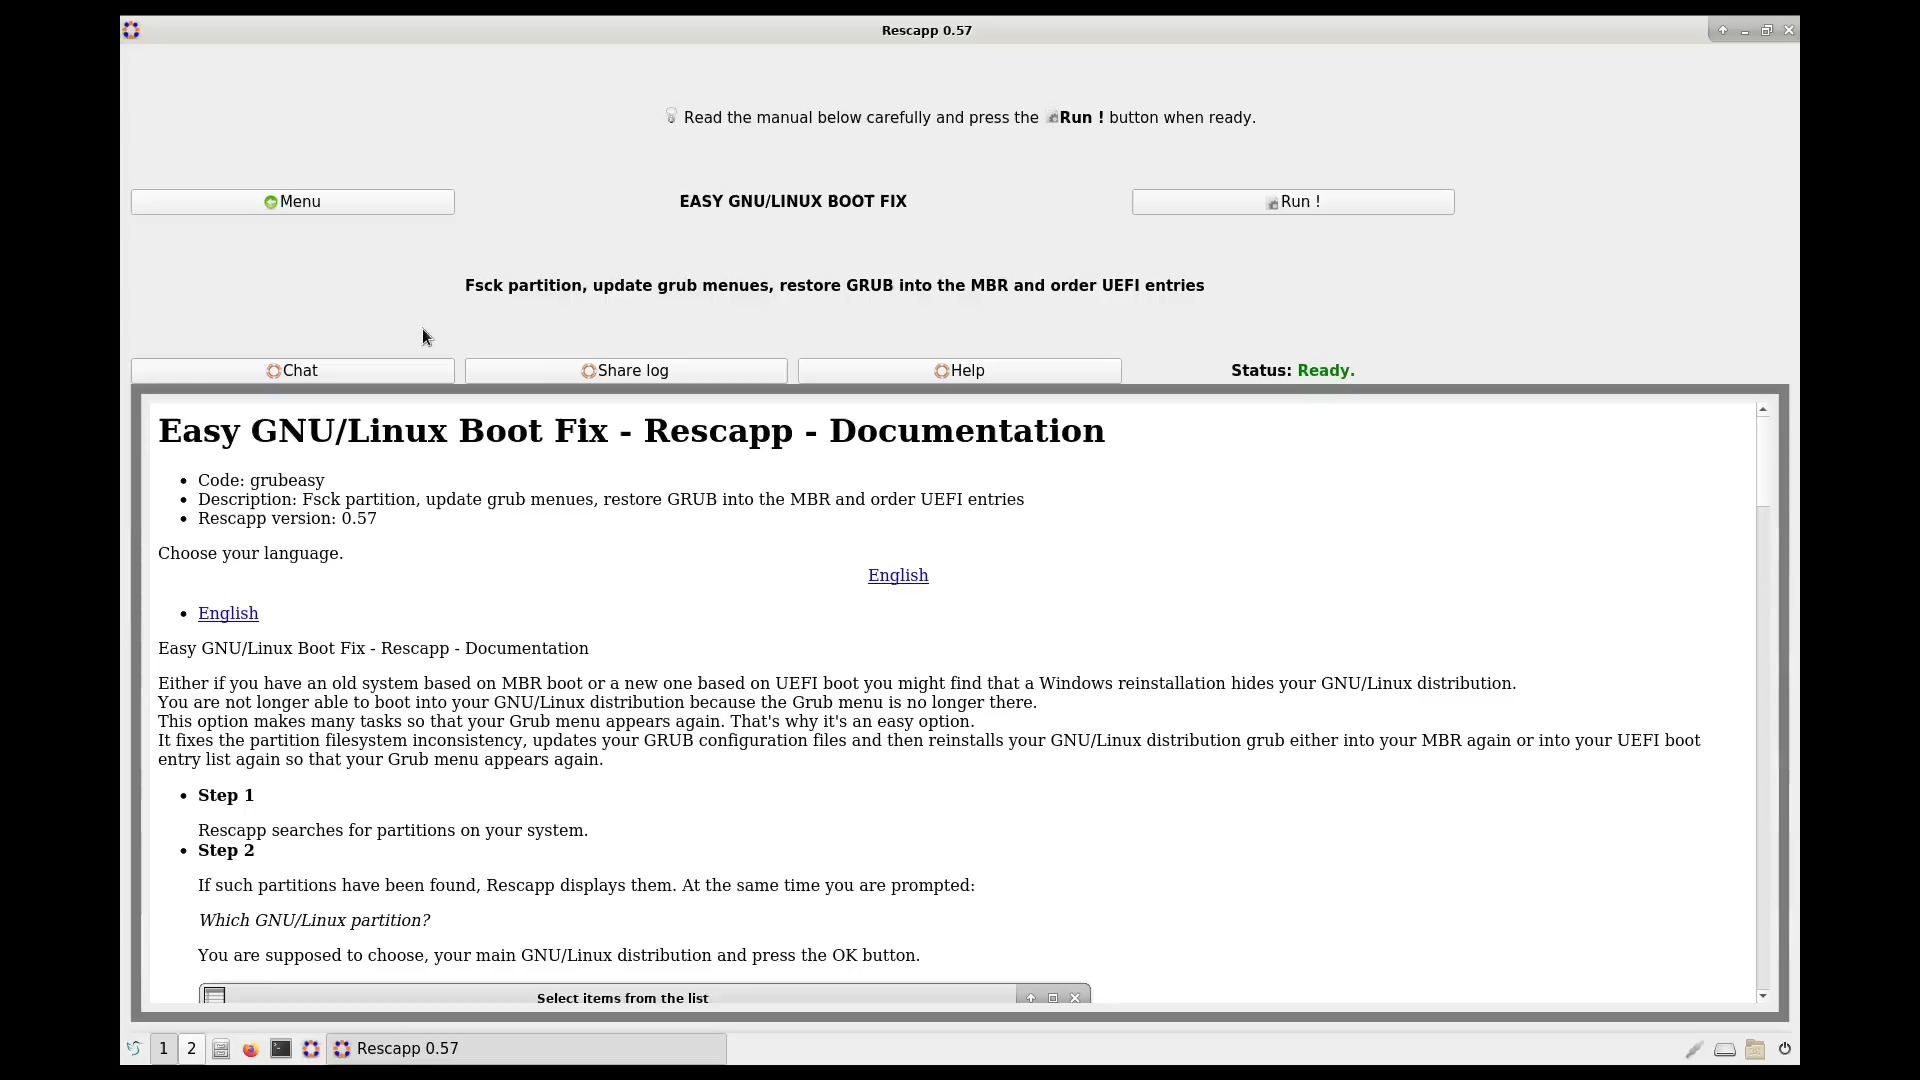 Rescapp 0.57
Read the manual below carefully and press the Run ! button when ready.
Menu
EASY GNU/LINUX BOOT FIX
Run !
Fsck partition, update grub menues, restore GRUB into the MBR and order UEFI entries
Chat
Share log
Help
Status: Ready.
Easy GNU/Linux Boot Fix - Rescapp - Documentation
Code: grubeasy
Description: Fsck partition, update grub menues, restore GRUB into the MBR and order UEFI entries
Rescapp version: 0.57
Choose your language.
English
English
Easy GNU/Linux Boot Fix - Rescapp - Documentation
Either if you have an old system based on MBR boot or a new one based on UEFI boot you might find that a Windows reinstallation hides your GNU/Linux distribution.
You are not longer able to boot into your GNU/Linux distribution because the Grub menu is no longer there.
This option makes many tasks so that your Grub menu appears again. That's why it's an easy option.
It fixes the partition filesystem inconsistency, updates your GRUB configuration files and then reinstalls your GNU/Linux distribution grub either into your MBR again or into your UEFI boot
entry list again so that your Grub menu appears again.
Step 1
Rescapp searches for partitions on your system.
Step 2
If such partitions have been found, Rescapp displays them. At the same time you are prompted:
Which GNU/Linux partition?
You are supposed to choose, your main GNU/Linux distribution and press the OK button.
Select items from the list
1
2
Rescapp 0.57